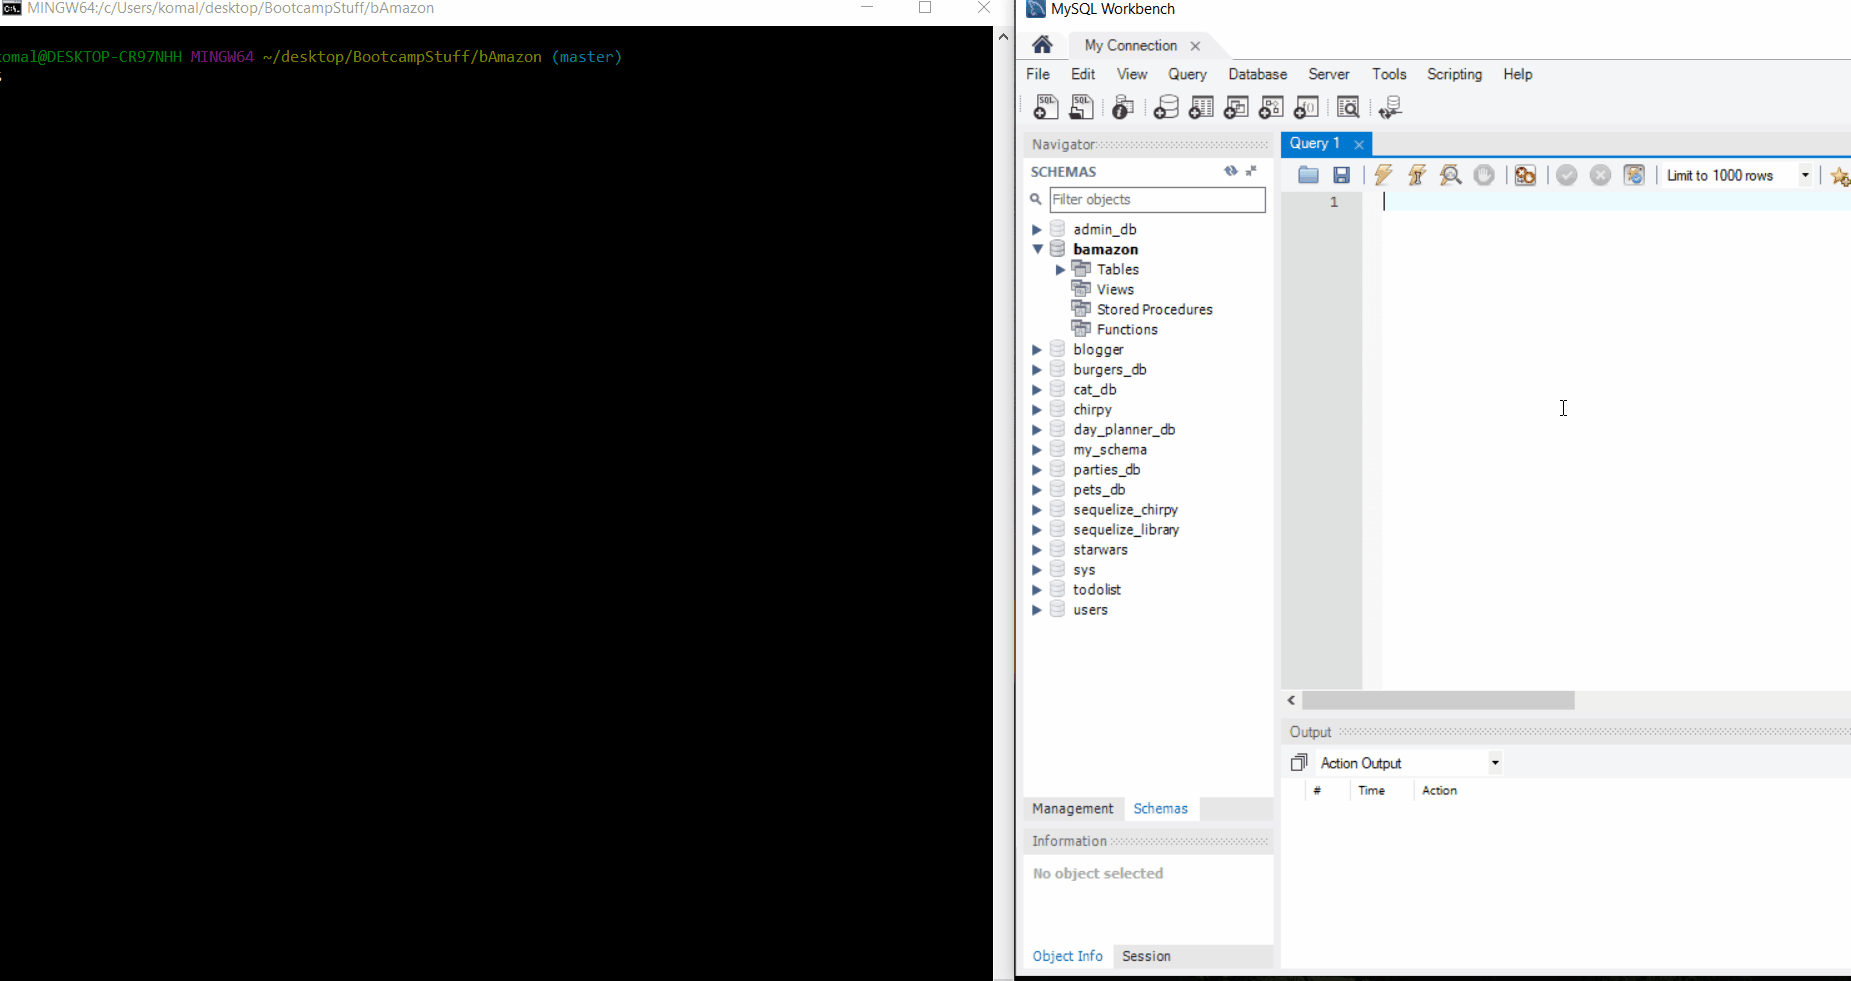 MINGW64:/c/Users/komal/desktop/BootcampStuff/bAmazon
omal@DESKTOP-CR97NHH MINGW64 ~/desktop/BootcampStuff/bAmazon (master)
MySQL Workbench
My Connection
File Edit View Query Database Server Tools Scripting Help
Navigator
SCHEMAS
Filter objects
admin_db
bamazon
Tables
Views
Stored Procedures
Functions
blogger
burgers_db
cat_db
chirpy
day_planner_db
my_schema
parties_db
pets_db
sequelize_chirpy
sequelize_library
starwars
sys
todolist
users
Management Schemas
Information
No object selected
Object Info Session
Query 1
Limit to 1000 rows
1
Output
Action Output
# Time Action